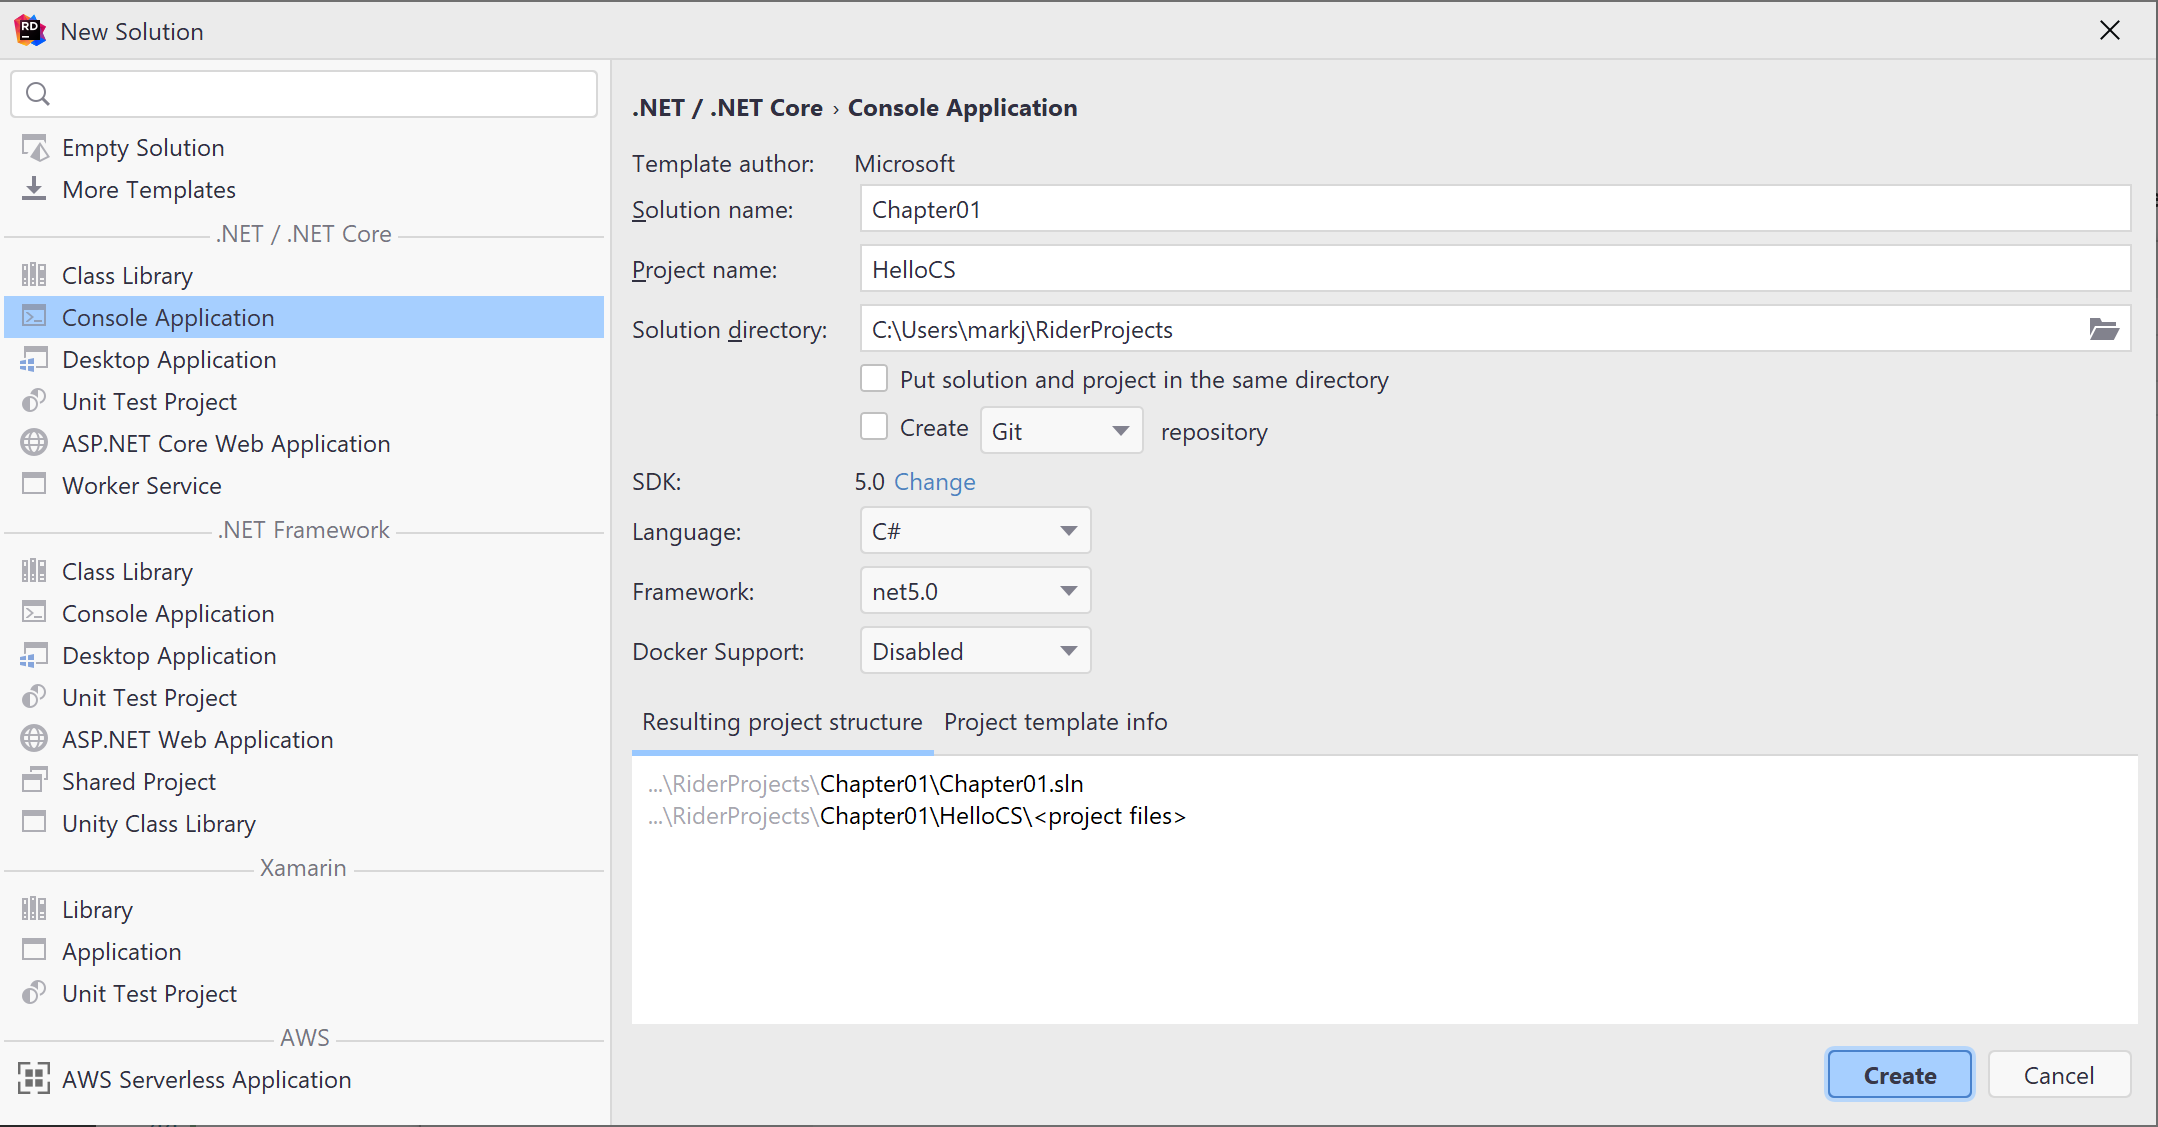 RD New Solution
Empty Solution
More Templates
.NET / .NET Core
Class Library
Console Application
Desktop Application
Unit Test Project
ASP.NET Core Web Application
Worker Service
.NET Framework
Class Library
Console Application
Desktop Application
Unit Test Project
ASP.NET Web Application
Shared Project
Unity Class Library
Xamarin
Library
Application
Unit Test Project
AWS
AWS Serverless Application
.NET / .NET Core › Console Application
Template author: Microsoft
Solution name: Chapter01
Project name: HelloCS
Solution directory: C:\Users\markj\RiderProjects
Put solution and project in the same directory
Create Git repository
SDK: 5.0 Change
Language: C#
Framework: net5.0
Docker Support: Disabled
Resulting project structure Project template info
...\RiderProjects\Chapter01\Chapter01.sln
...\RiderProjects\Chapter01\HelloCS\<project files>
Create Cancel